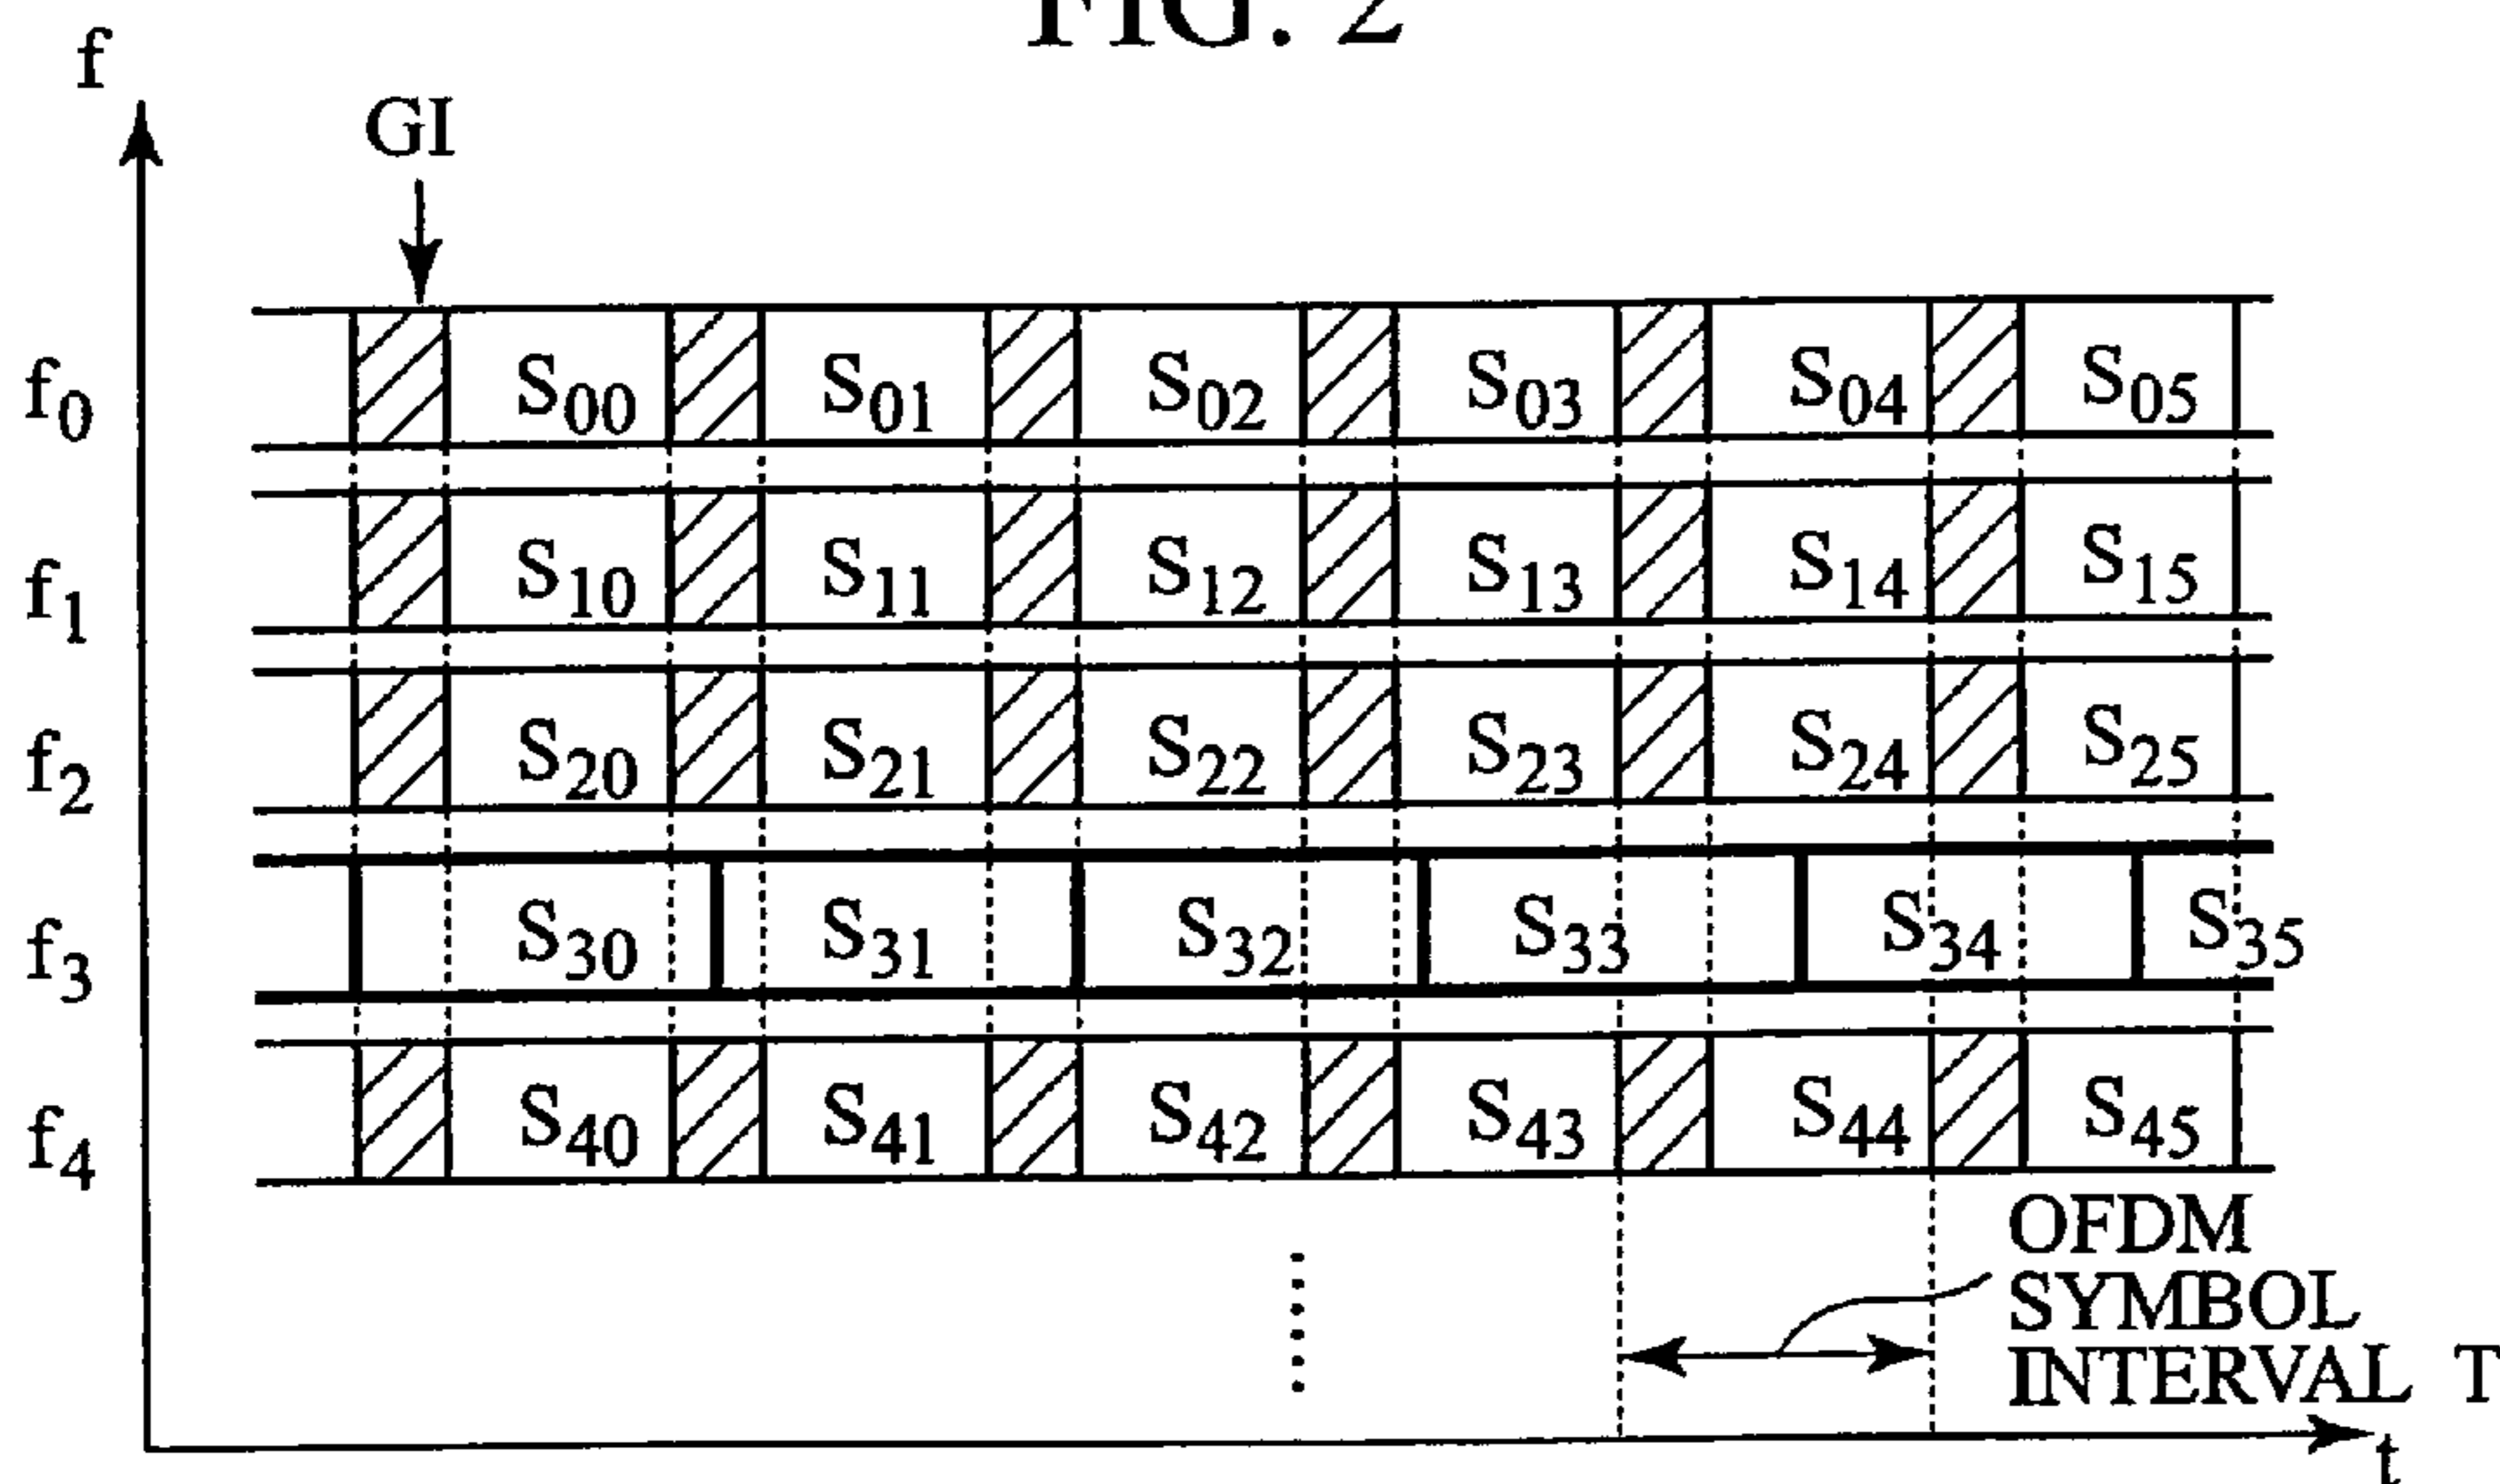 FIG. 2
f
GI
f0 S00 S01 S02 S03 S04 S05
f1 S10 S11 S12 S13 S14 S15
f2 S20 S21 S22 S23 S24 S25
f3 S30 S31 S32 S33 S34 S35
f4 S40 S41 S42 S43 S44 S45
OFDM
SYMBOL
INTERVAL T
t